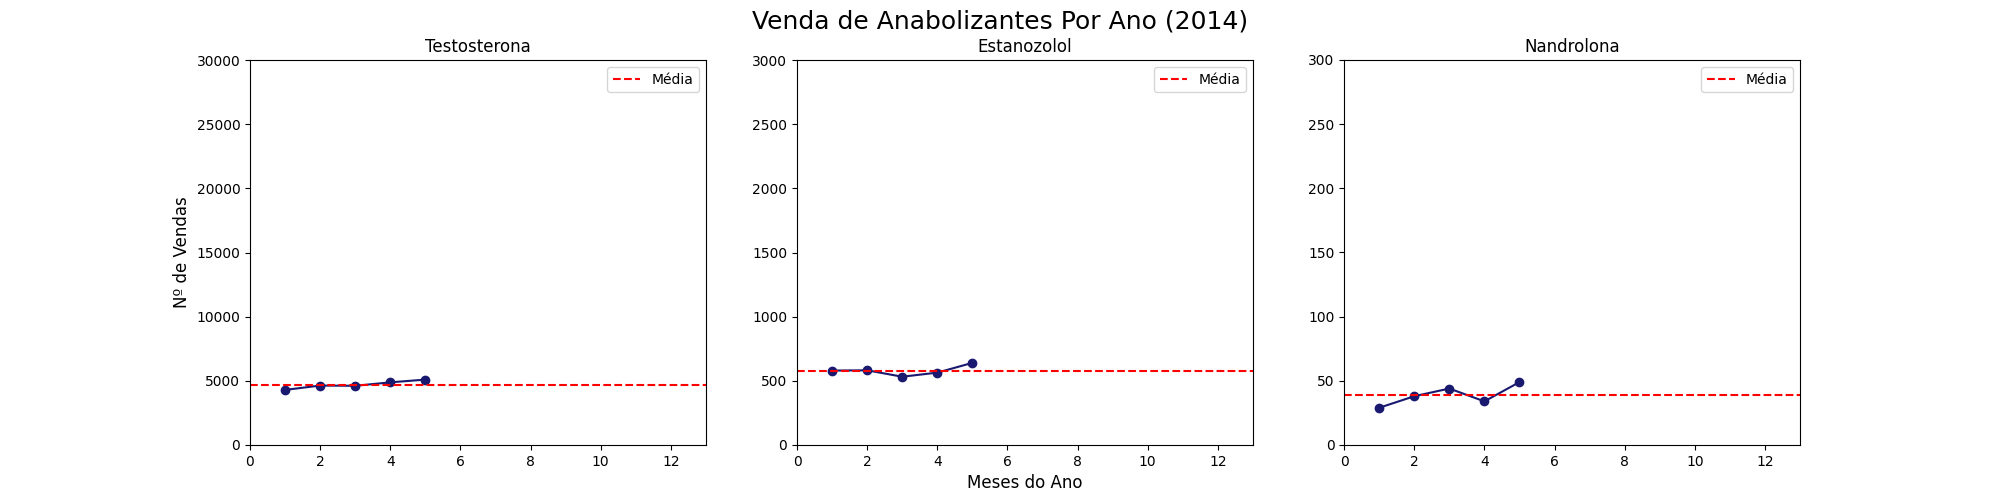 Venda de Anabolizantes Por Ano (2014)
Testosterona
Nº de Vendas
30000
25000
20000
15000
10000
5000
0
0 2 4 6 8 10 12
Média
Estanozolol
3000
2500
2000
1500
1000
500
0
0 2 4 6 8 10 12
Média
Meses do Ano
Nandrolona
300
250
200
150
100
50
0
0 2 4 6 8 10 12
Média